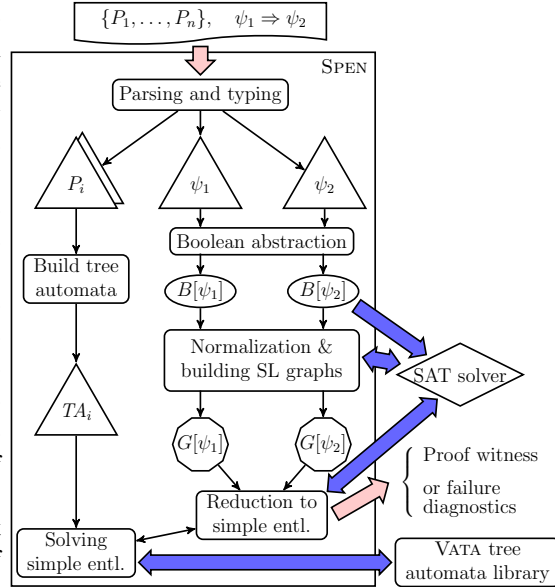 {P₁, . . . , Pₙ}, ψ₁ ⇒ ψ₂
SPEN
Parsing and typing
Pᵢ
ψ₁
ψ₂
Boolean abstraction
Build tree
automata
B[ψ₁]
B[ψ₂]
Normalization &
building SL graphs
SAT solver
TAᵢ
G[ψ₁]
G[ψ₂]
Proof witness
or failure
diagnostics
Reduction to
simple entl.
Solving
simple entl.
VATA tree
automata library